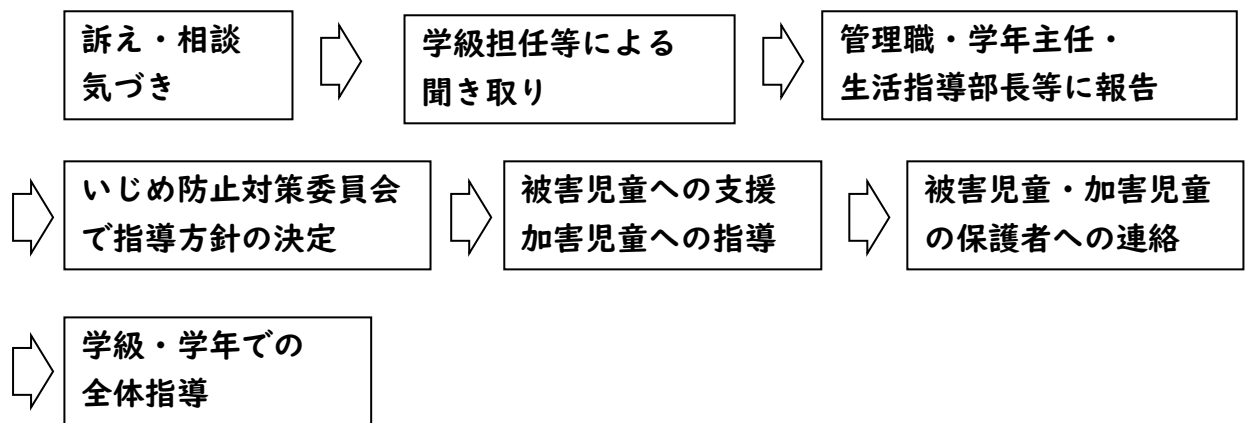 訴え・相談
気づき
学級担任等による
聞き取り
管理職・学年主任・
生活指導部長等に報告
いじめ防止対策委員会
で指導方針の決定
被害児童への支援
加害児童への指導
被害児童・加害児童
の保護者への連絡
学級・学年での
全体指導